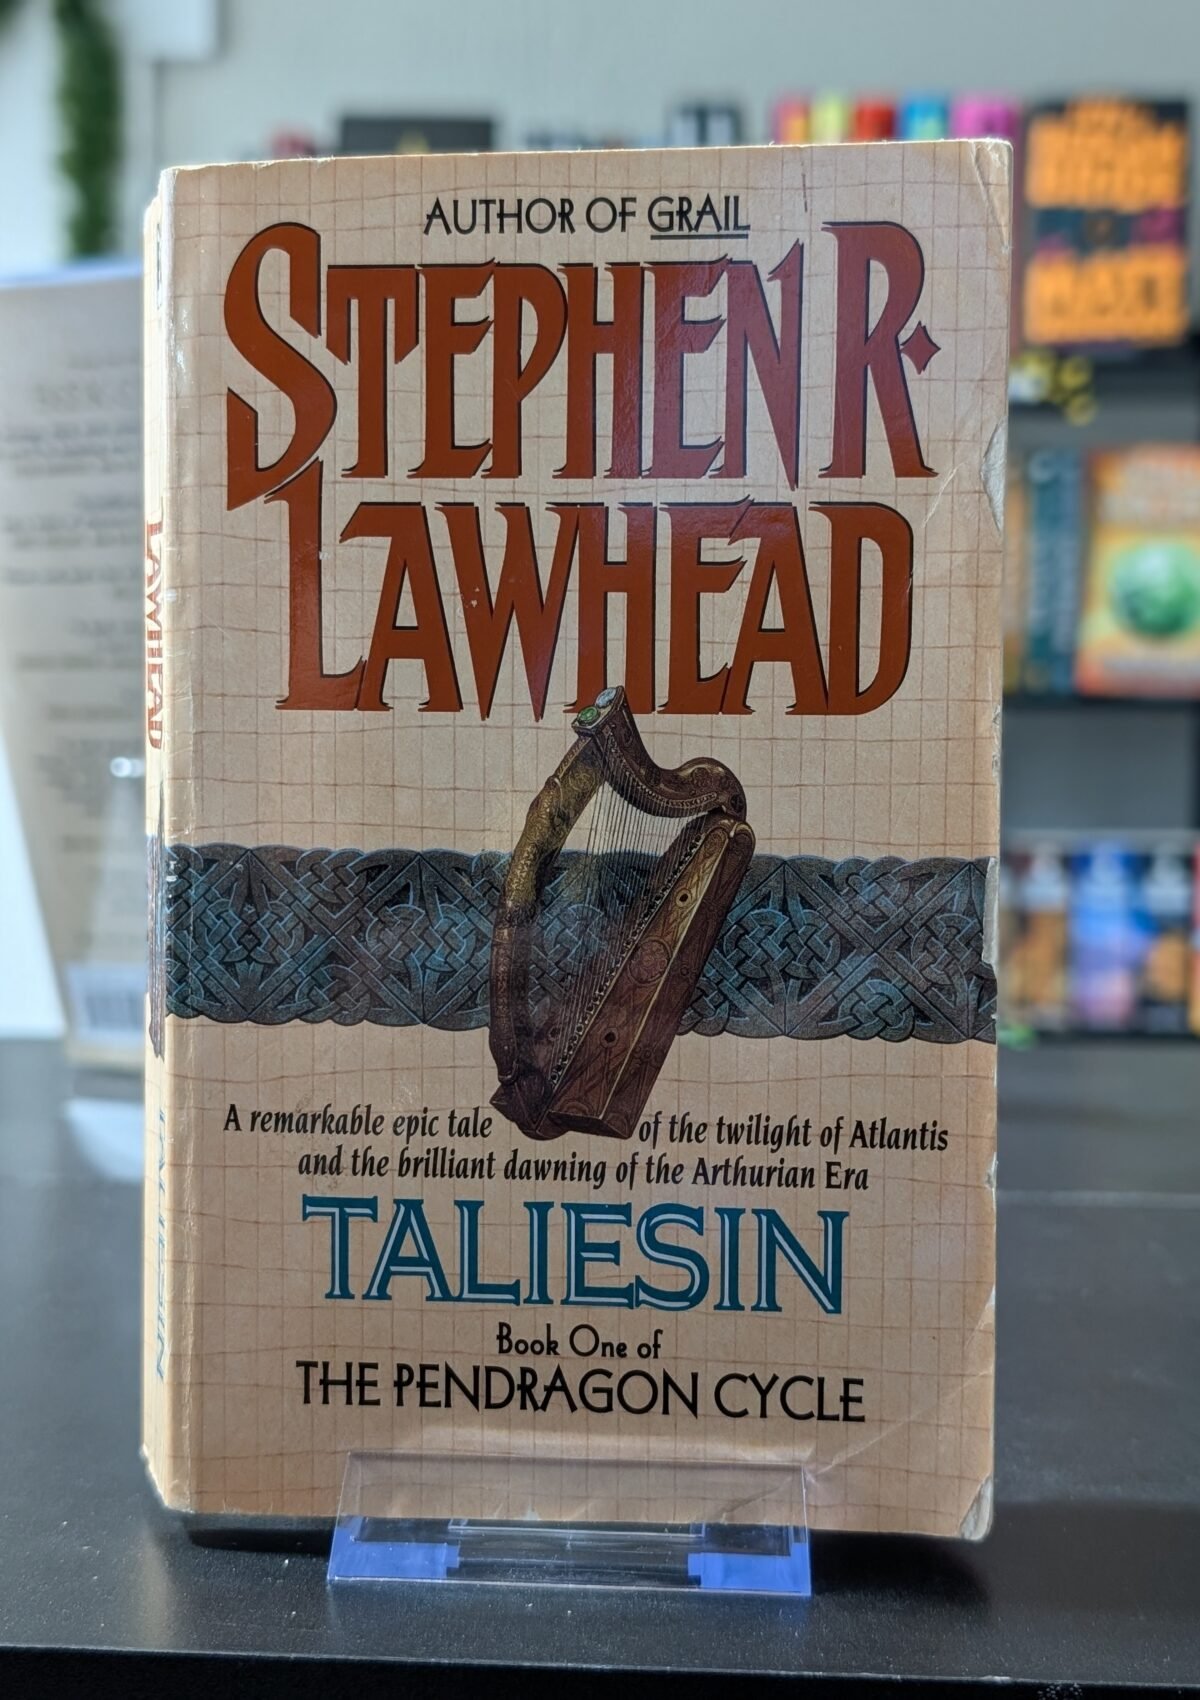 AUTHOR OF GRAIL
STEPHEN R.
LAWHEAD
A remarkable epic tale of the twilight of Atlantis
and the brilliant dawning of the Arthurian Era
TALIESIN
Book One of
THE PENDRAGON CYCLE
LAWHEAD
TALIESIN